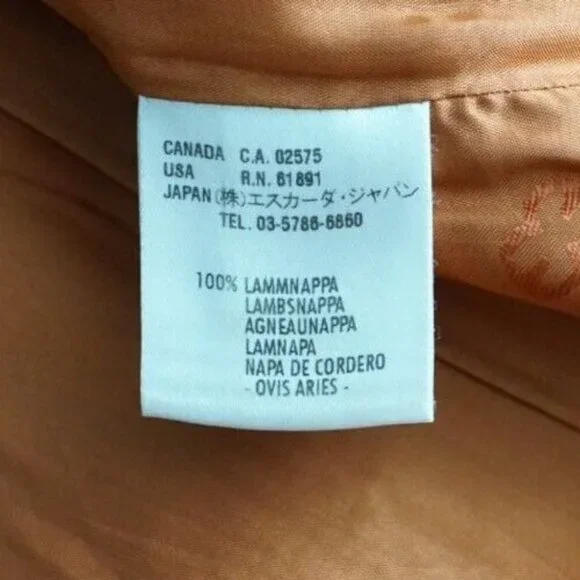 CANADA C.A. 02575
USA R.N. 61891
JAPAN (株)エスカーダ・ジャパン
TEL. 03-5786-6860
100% LAMMNAPPA
LAMBSNAPPA
AGNEAUNAPPA
LAMNAPA
NAPA DE CORDERO
- OVIS ARIES -